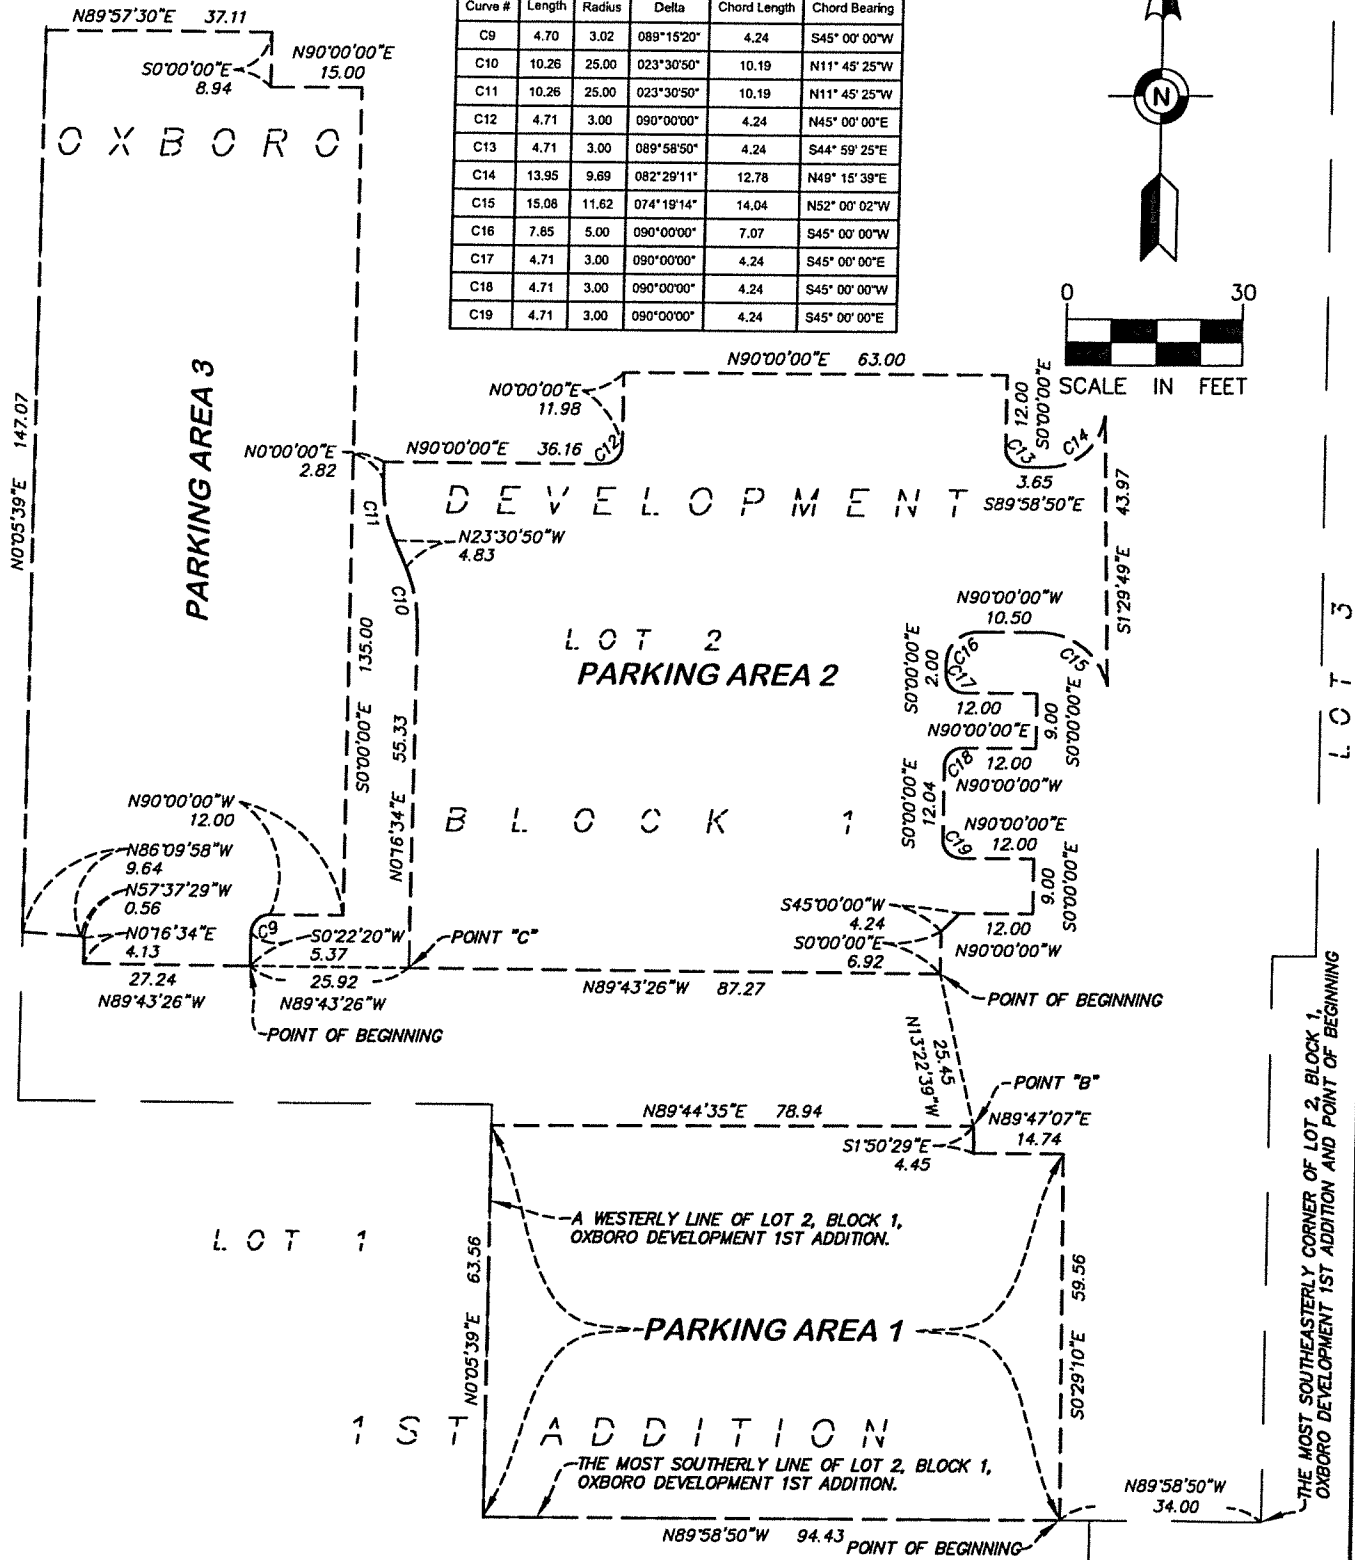 Curve # Length Radius Delta Chord Length Chord Bearing
C9 4.70 3.02 089°15'20" 4.24 S45° 00' 00"W
C10 10.26 25.00 023°30'50" 10.19 N11° 45' 25"W
C11 10.26 25.00 023°30'50" 10.19 N11° 45' 25"W
C12 4.71 3.00 090°00'00" 4.24 N45° 00' 00"E
C13 4.71 3.00 089°58'50" 4.24 S44° 59' 25"E
C14 13.95 9.69 082°29'11" 12.78 N49° 15' 39"E
C15 15.08 11.62 074°19'14" 14.04 N52° 00' 02"W
C16 7.85 5.00 090°00'00" 7.07 S45° 00' 00"W
C17 4.71 3.00 090°00'00" 4.24 S45° 00' 00"E
C18 4.71 3.00 090°00'00" 4.24 S45° 00' 00"W
C19 4.71 3.00 090°00'00" 4.24 S45° 00' 00"E
N89°57'30"E 37.11
N90°00'00"E
15.00
S0°00'00"E
8.94
OXBORO
N
0 30
SCALE IN FEET
N90°00'00"E 63.00
N0°00'00"E
11.98
12.00
S0°00'00"E
C12
C13
C14
N0°05'39"E 147.07
PARKING AREA 3
N0°00'00"E
2.82
N90°00'00"E 36.16
3.65
S89°58'50"E
DEVELOPMENT
C11
N23°30'50"W
4.83
C10
S1°29'49"E 43.97
N90°00'00"W
10.50
LOT 2
PARKING AREA 2
S0°00'00"E
2.00
C16
C17
C15
12.00
N90°00'00"E
9.00
S0°00'00"E
LOT 3
S0°00'00"E 135.00
N0°16'34"E 55.33
C18
12.00
N90°00'00"W
S0°00'00"E
12.04
BLOCK 1
N90°00'00"E
12.00
C19
9.00
S0°00'00"E
N90°00'00"W
12.00
N86°09'58"W
9.64
N57°37'29"W
0.56
N0°16'34"E
4.13
C9
S0°22'20"W
5.37
POINT "C"
S45°00'00"W
4.24
S0°00'00"E
6.92
12.00
N90°00'00"W
27.24
N89°43'26"W
25.92
N89°43'26"W
N89°43'26"W 87.27
POINT OF BEGINNING
POINT OF BEGINNING
25.45
N13°22'39"W
POINT "B"
N89°44'35"E 78.94
N89°47'07"E
14.74
S1°50'29"E
4.45
A WESTERLY LINE OF LOT 2, BLOCK 1,
OXBORO DEVELOPMENT 1ST ADDITION.
LOT 1
N0°05'39"E 63.56
PARKING AREA 1
S0°29'10"E 59.56
1ST ADDITION
THE MOST SOUTHERLY LINE OF LOT 2, BLOCK 1,
OXBORO DEVELOPMENT 1ST ADDITION.
N89°58'50"W
34.00
N89°58'50"W 94.43
POINT OF BEGINNING
THE MOST SOUTHEASTERLY CORNER OF LOT 2, BLOCK 1,
OXBORO DEVELOPMENT 1ST ADDITION AND POINT OF BEGINNING